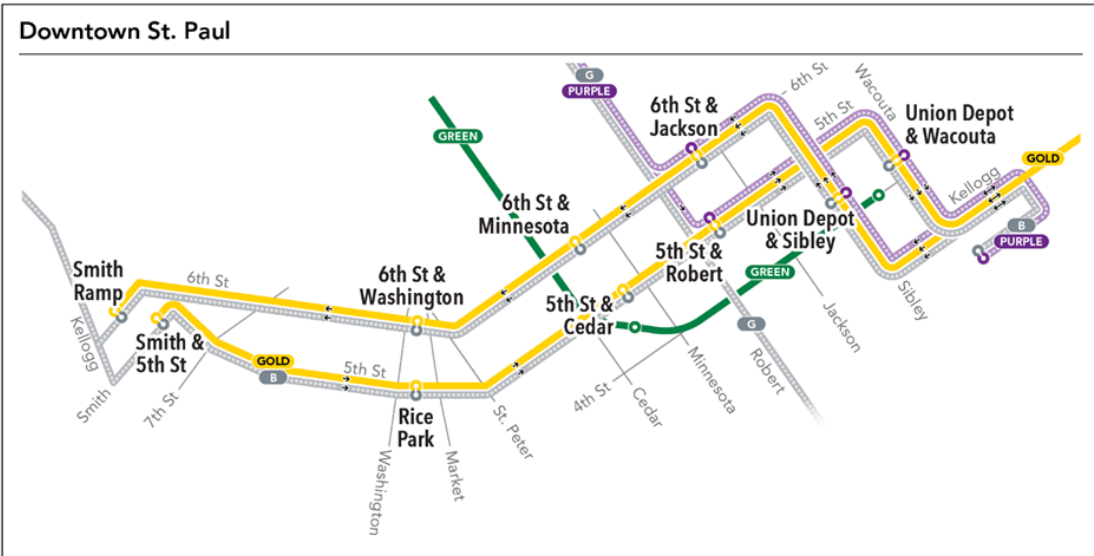 Downtown St. Paul
G
PURPLE
6th St
Wacouta
6th St &
Jackson
5th St
Union Depot
& Wacouta
GREEN
GOLD
Kellogg
6th St &
Minnesota
Union Depot
& Sibley
B
PURPLE
5th St &
Robert
GREEN
Smith
Ramp
6th St
6th St &
Washington
5th St &
Cedar
Sibley
Kellogg
Smith &
5th St
G
Jackson
GOLD
B
5th St
Minnesota
Robert
Smith
7th St
4th St
Cedar
Rice
Park
St. Peter
Washington
Market